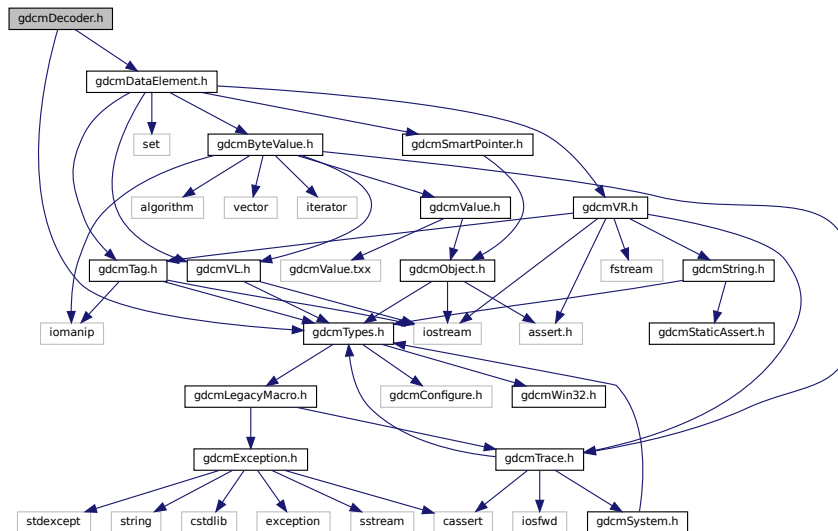 gdcmDecoder.h
gdcmDataElement.h
set
gdcmByteValue.h
gdcmSmartPointer.h
algorithm
vector
iterator
gdcmValue.h
gdcmVR.h
gdcmTag.h
gdcmVL.h
gdcmValue.txx
gdcmObject.h
fstream
gdcmString.h
iomanip
gdcmTypes.h
iostream
assert.h
gdcmStaticAssert.h
gdcmLegacyMacro.h
gdcmConfigure.h
gdcmWin32.h
gdcmException.h
gdcmTrace.h
stdexcept
string
cstdlib
exception
sstream
cassert
iosfwd
gdcmSystem.h